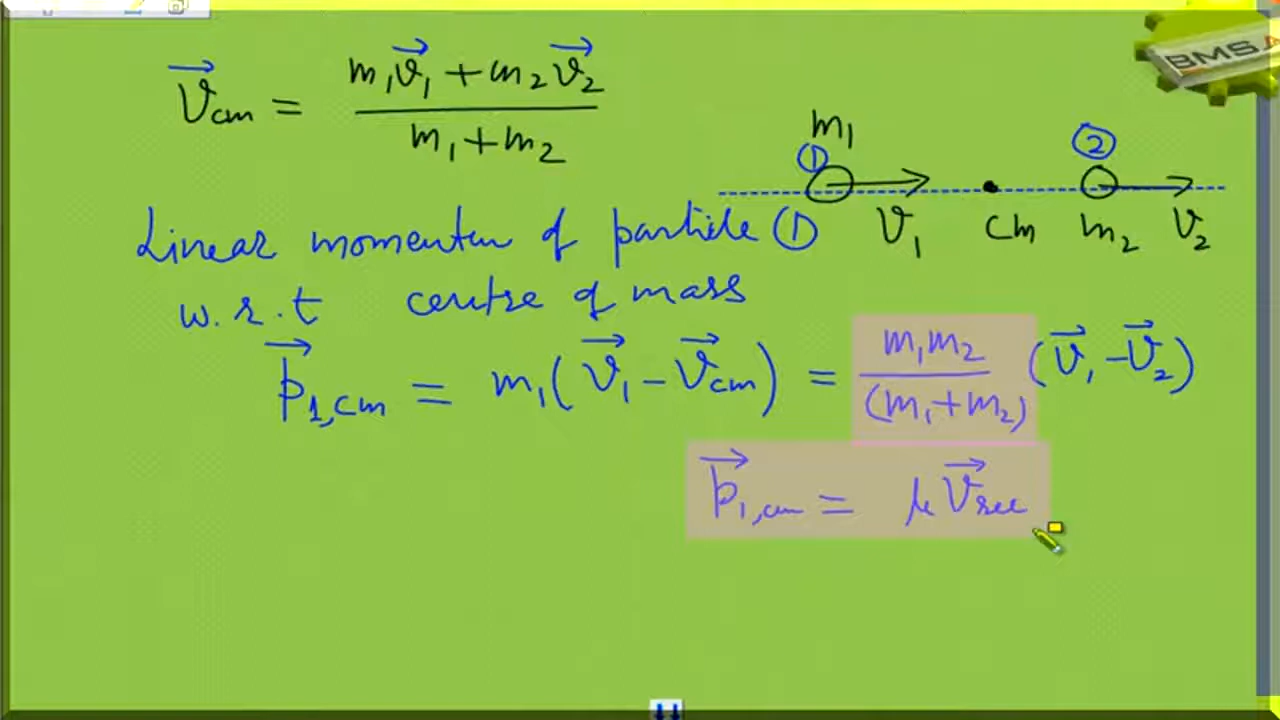 v⃗cm = (m₁v⃗₁ + m₂v⃗₂) / (m₁ + m₂)
BMSA
m₁
① ②
v₁ cm m₂ v₂
Linear momentum of particle ①
w.r.t centre of mass
p⃗₁,cm = m₁(v⃗₁ − v⃗cm) = m₁m₂ / (m₁ + m₂) (v⃗₁ − v⃗₂)
p⃗₁,cm = μ v⃗rel